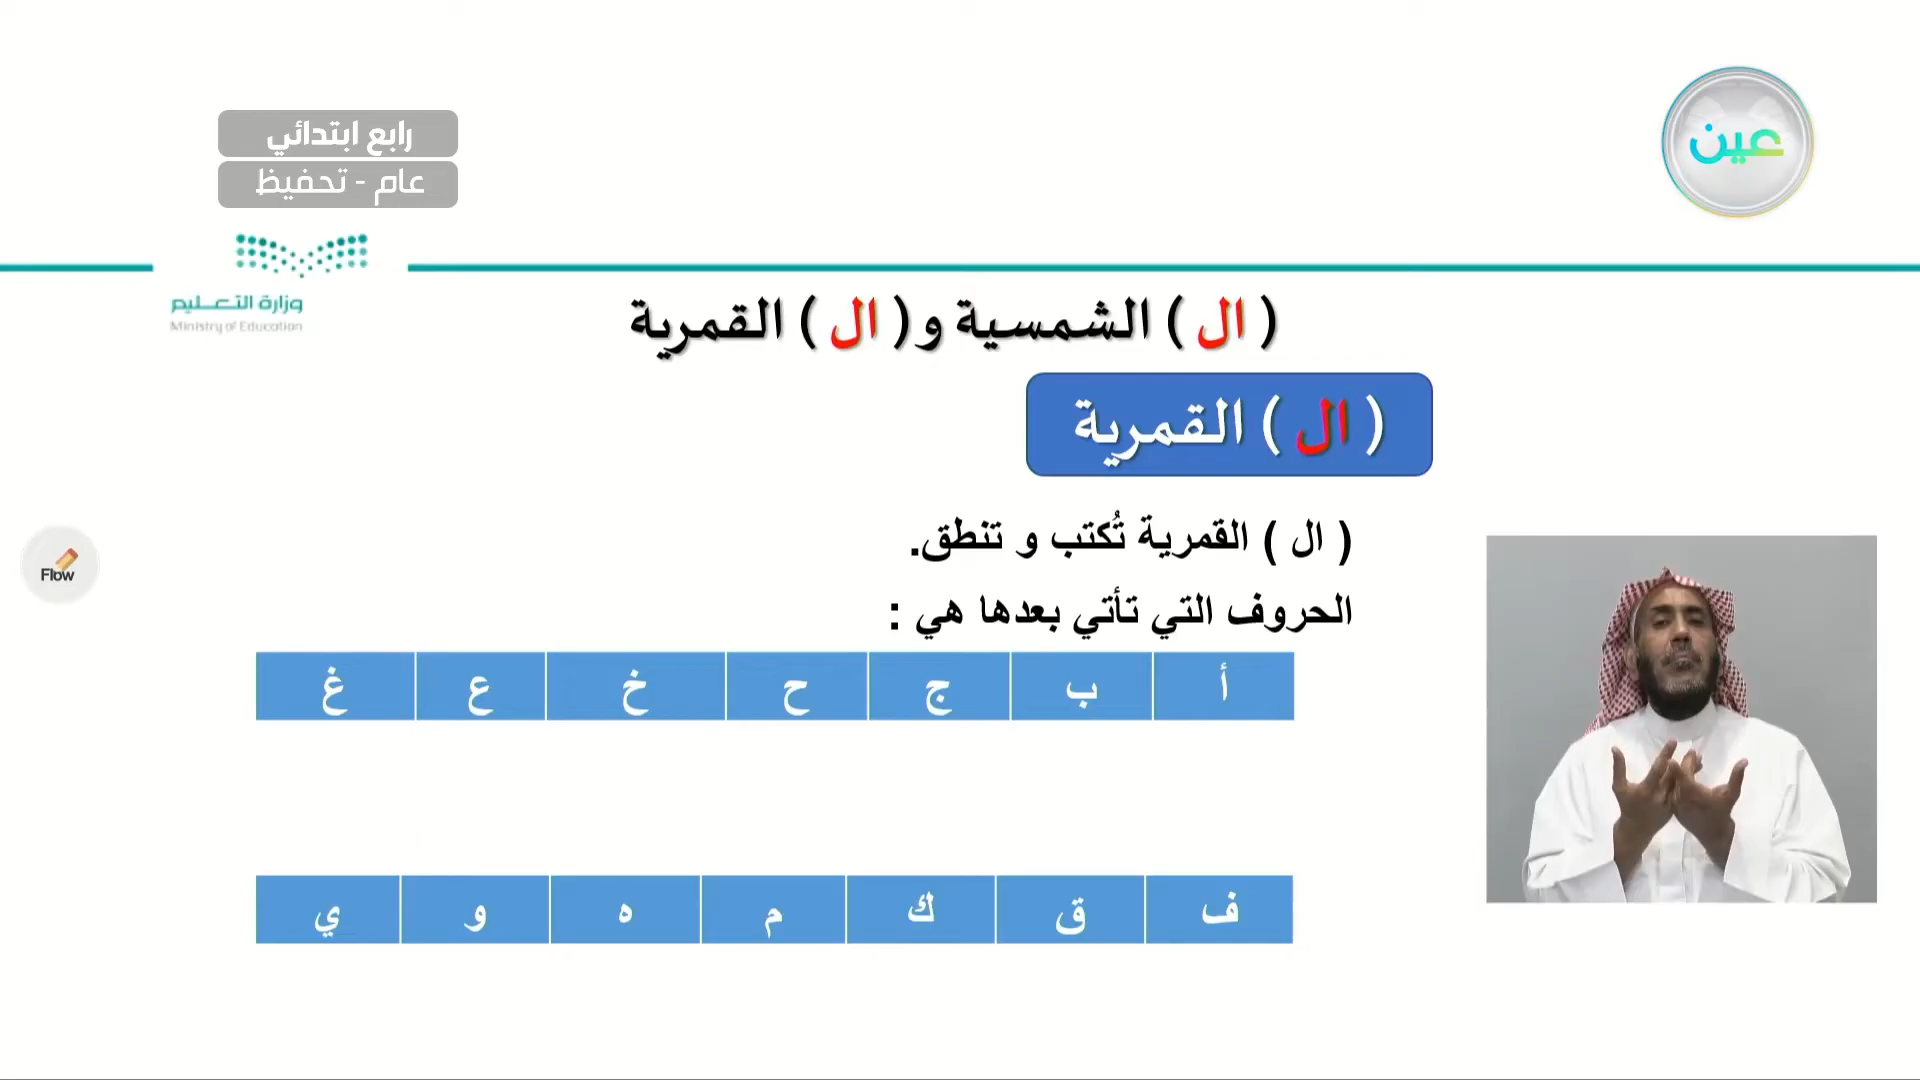 عين
رابع ابتدائي
عام - تحفيظ
وزارة التعليم
Ministry of Education
( ال ) الشمسية و ( ال ) القمرية
( ال ) القمرية
( ال ) القمرية تُكتب و تنطق.
الحروف التي تأتي بعدها هي :
أ ب ج ح خ ع غ
ف ق ك م ه و ي
Flow